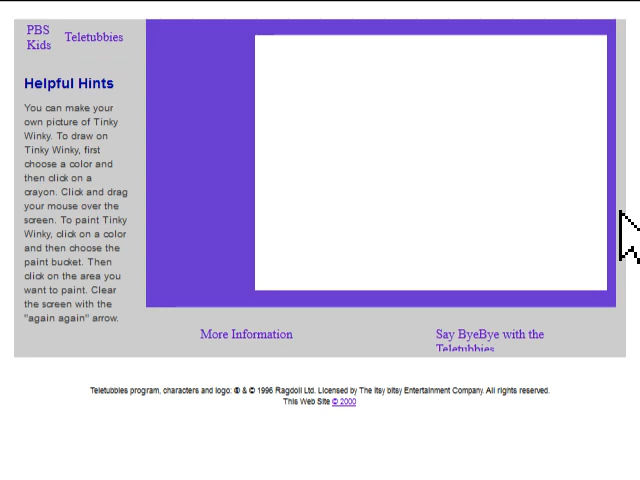 PBS
Kids
Teletubbies
Helpful Hints
You can make your
own picture of Tinky
Winky. To draw on
Tinky Winky, first
choose a color and
then click on a
crayon. Click and drag
your mouse over the
screen. To paint Tinky
Winky, click on a color
and then choose the
paint bucket. Then
click on the area you
want to paint. Clear
the screen with the
"again again" arrow.
More Information
Say ByeBye with the
Teletubbies
Teletubbies program, characters and logo: ® & © 1996 Ragdoll Ltd. Licensed by The itsy bitsy Entertainment Company. All rights reserved.
This Web Site © 2000